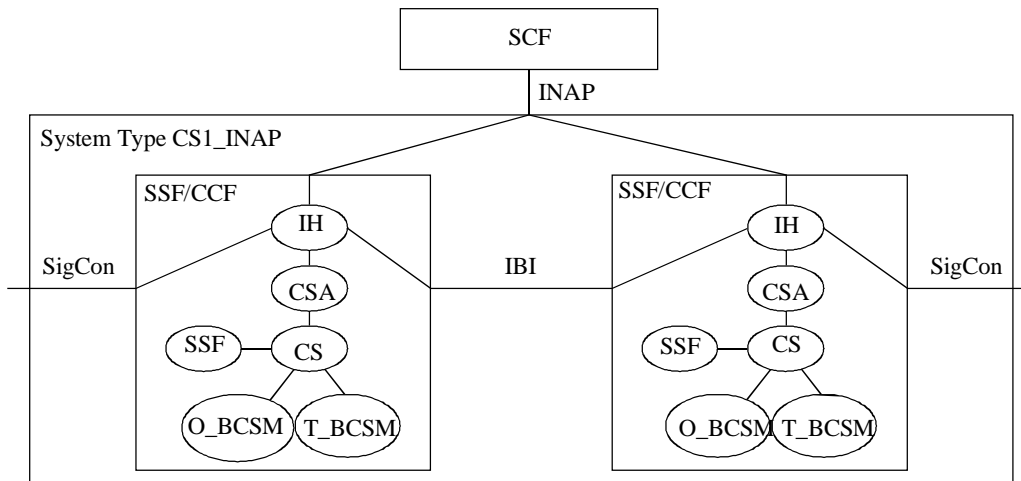 SCF
INAP
System Type CS1_INAP
SSF/CCF
SSF/CCF
IH
IH
SigCon
IBI
SigCon
CSA
CSA
SSF
CS
SSF
CS
O_BCSM
T_BCSM
O_BCSM
T_BCSM